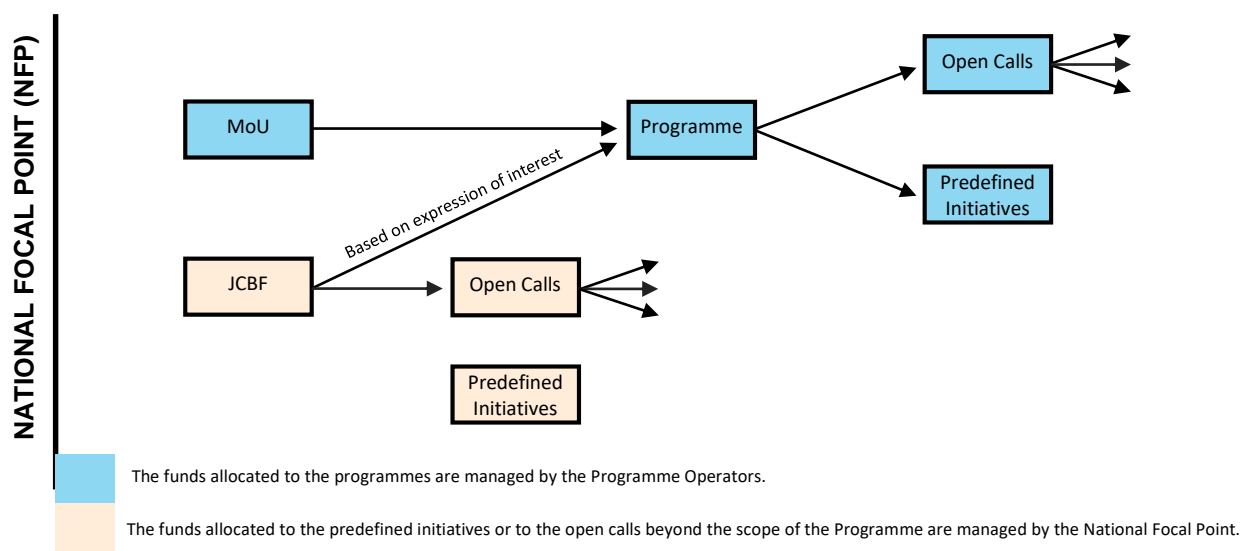 NATIONAL FOCAL POINT (NFP)
Open Calls
MoU
Programme
Based on expression of interest
Predefined
Initiatives
JCBF
Open Calls
Predefined
Initiatives
The funds allocated to the programmes are managed by the Programme Operators.
The funds allocated to the predefined initiatives or to the open calls beyond the scope of the Programme are managed by the National Focal Point.